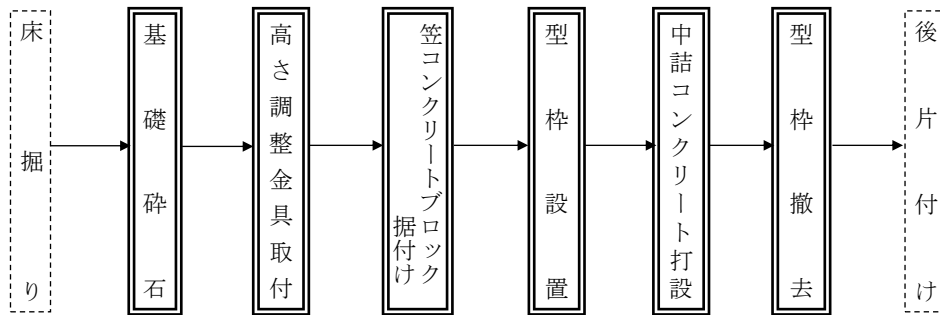 床掘り
基礎砕石
高さ調整金具取付
笠コンクリートブロック
据付け
型枠設置
中詰コンクリート打設
型枠撤去
後片付け